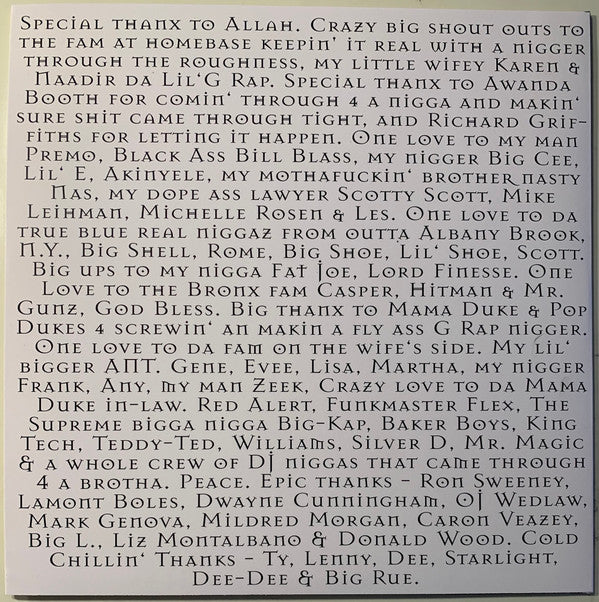 Special thanx to Allah. Crazy big shout outs to
the fam at homebase keepin' it real with a nigger
through the roughness, my little wifey Karen &
Naadir da Lil'G Rap. Special thanx to Awanda
Booth for comin' through 4 a nigga and makin'
sure shit came through tight, and Richard Grif-
fiths for letting it happen. One love to my man
Premo, Black Ass Bill Blass, my nigger Big Cee,
Lil' E, Akinyele, my mothafuckin' brother nasty
Nas, my dope ass lawyer Scotty Scott, Mike
Leihman, Michelle Rosen & Les. One love to da
true blue real niggaz from outta Albany Brook,
N.Y., Big Shell, Rome, Big Shoe, Lil' Shoe, Scott.
Big ups to my nigga Fat Joe, Lord Finesse. One
Love to the Bronx fam Casper, Hitman & Mr.
Gunz, God Bless. Big thanx to Mama Duke & Pop
Dukes 4 screwin' an makin a fly ass G Rap nigger.
One love to da fam on the wife's side. My lil'
bigger ANT. Gene, Evee, Lisa, Martha, my nigger
Frank, Any, my man Zeek, Crazy love to da Mama
Duke in-law. Red Alert, Funkmaster Flex, The
Supreme bigga nigga Big-Kap, Baker Boys, King
Tech, Teddy-Ted, Williams, Silver D, Mr. Magic
& a whole crew of DJ niggas that came through
4 a brotha. Peace. Epic thanks - Ron Sweeney,
Lamont Boles, Dwayne Cunningham, OJ Wedlaw,
Mark Genova, Mildred Morgan, Caron Veazey,
Big L., Liz Montalbano & Donald Wood. Cold
Chillin' Thanks - Ty, Lenny, Dee, Starlight,
Dee-Dee & Big Rue.